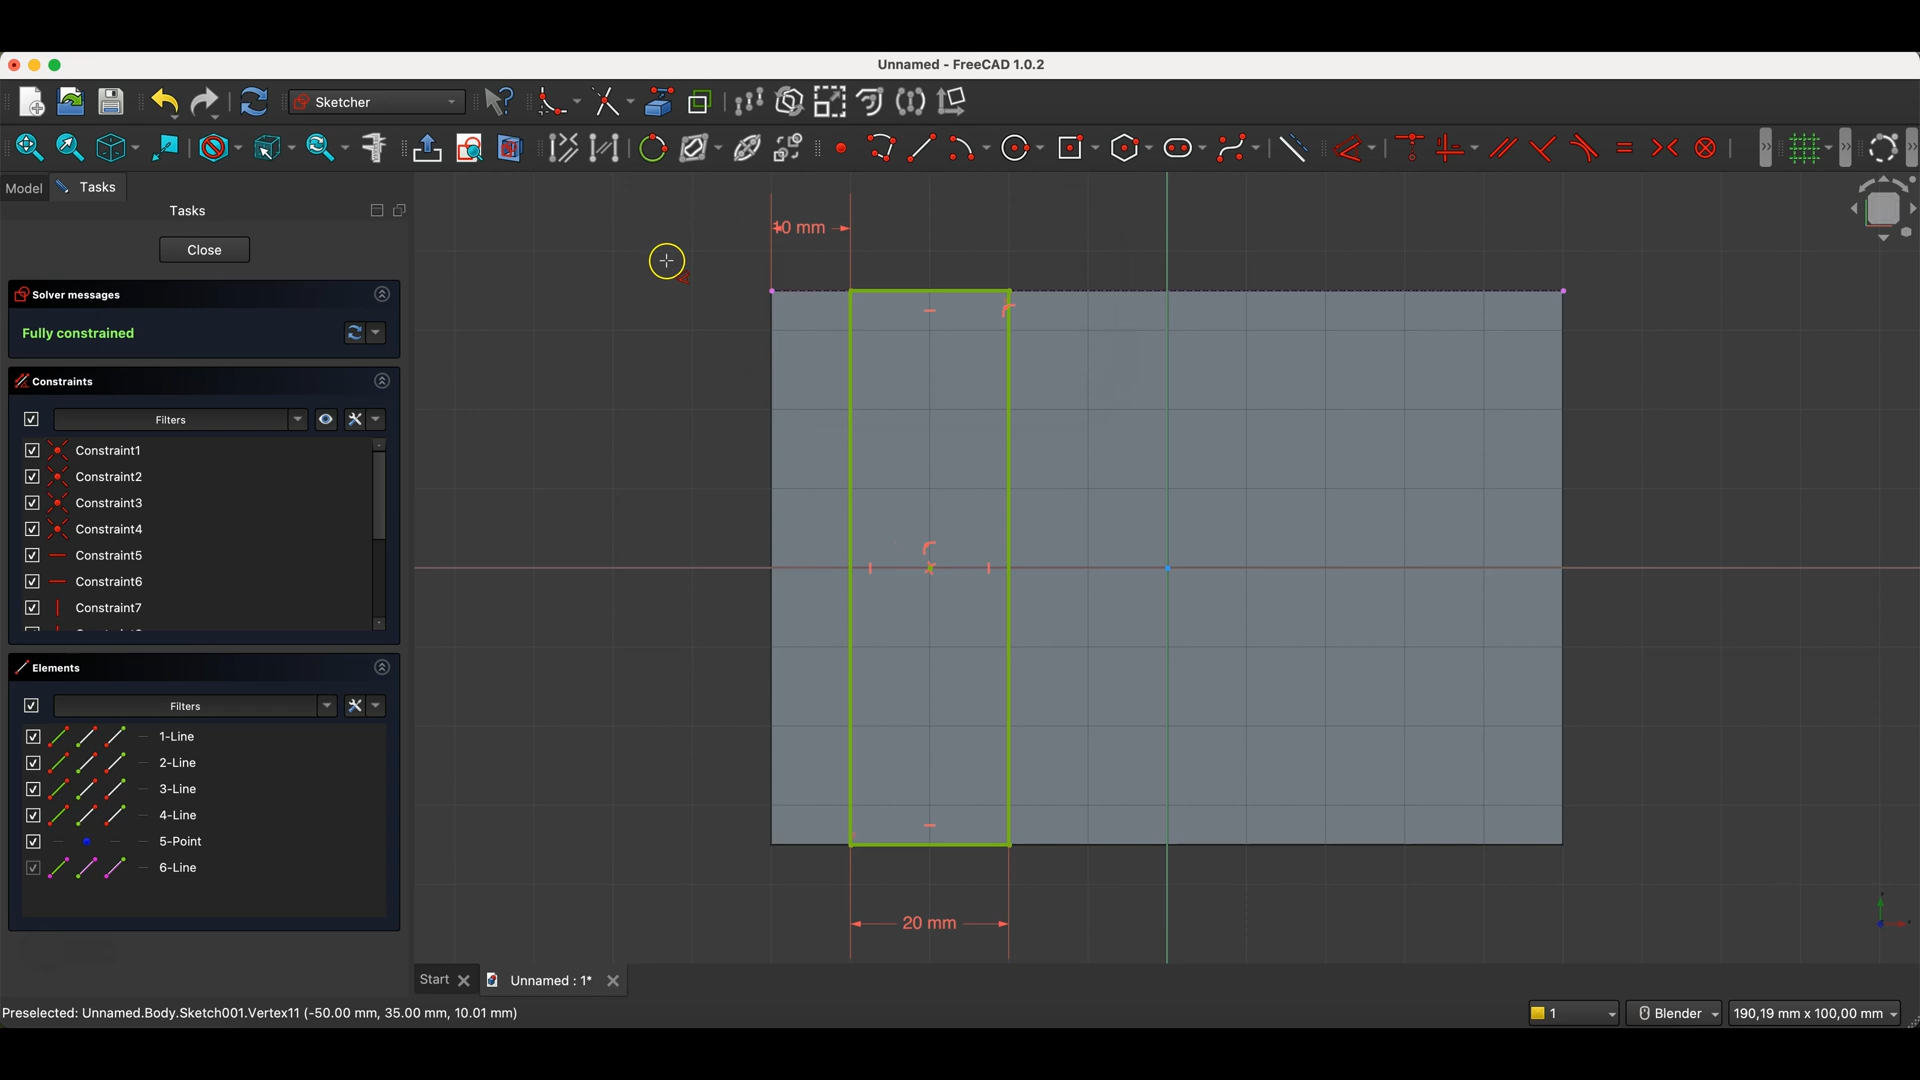 Unnamed - FreeCAD 1.0.2
Sketcher
Model
Tasks
Tasks
Close
Solver messages
Fully constrained
Constraints
Filters
Constraint1
Constraint2
Constraint3
Constraint4
Constraint5
Constraint6
Constraint7
Elements
Filters
1-Line
2-Line
3-Line
4-Line
5-Point
6-Line
10 mm
20 mm
Start
Unnamed : 1*
Preselected: Unnamed.Body.Sketch001.Vertex11 (-50.00 mm, 35.00 mm, 10.01 mm)
1
Blender
190,19 mm x 100,00 mm